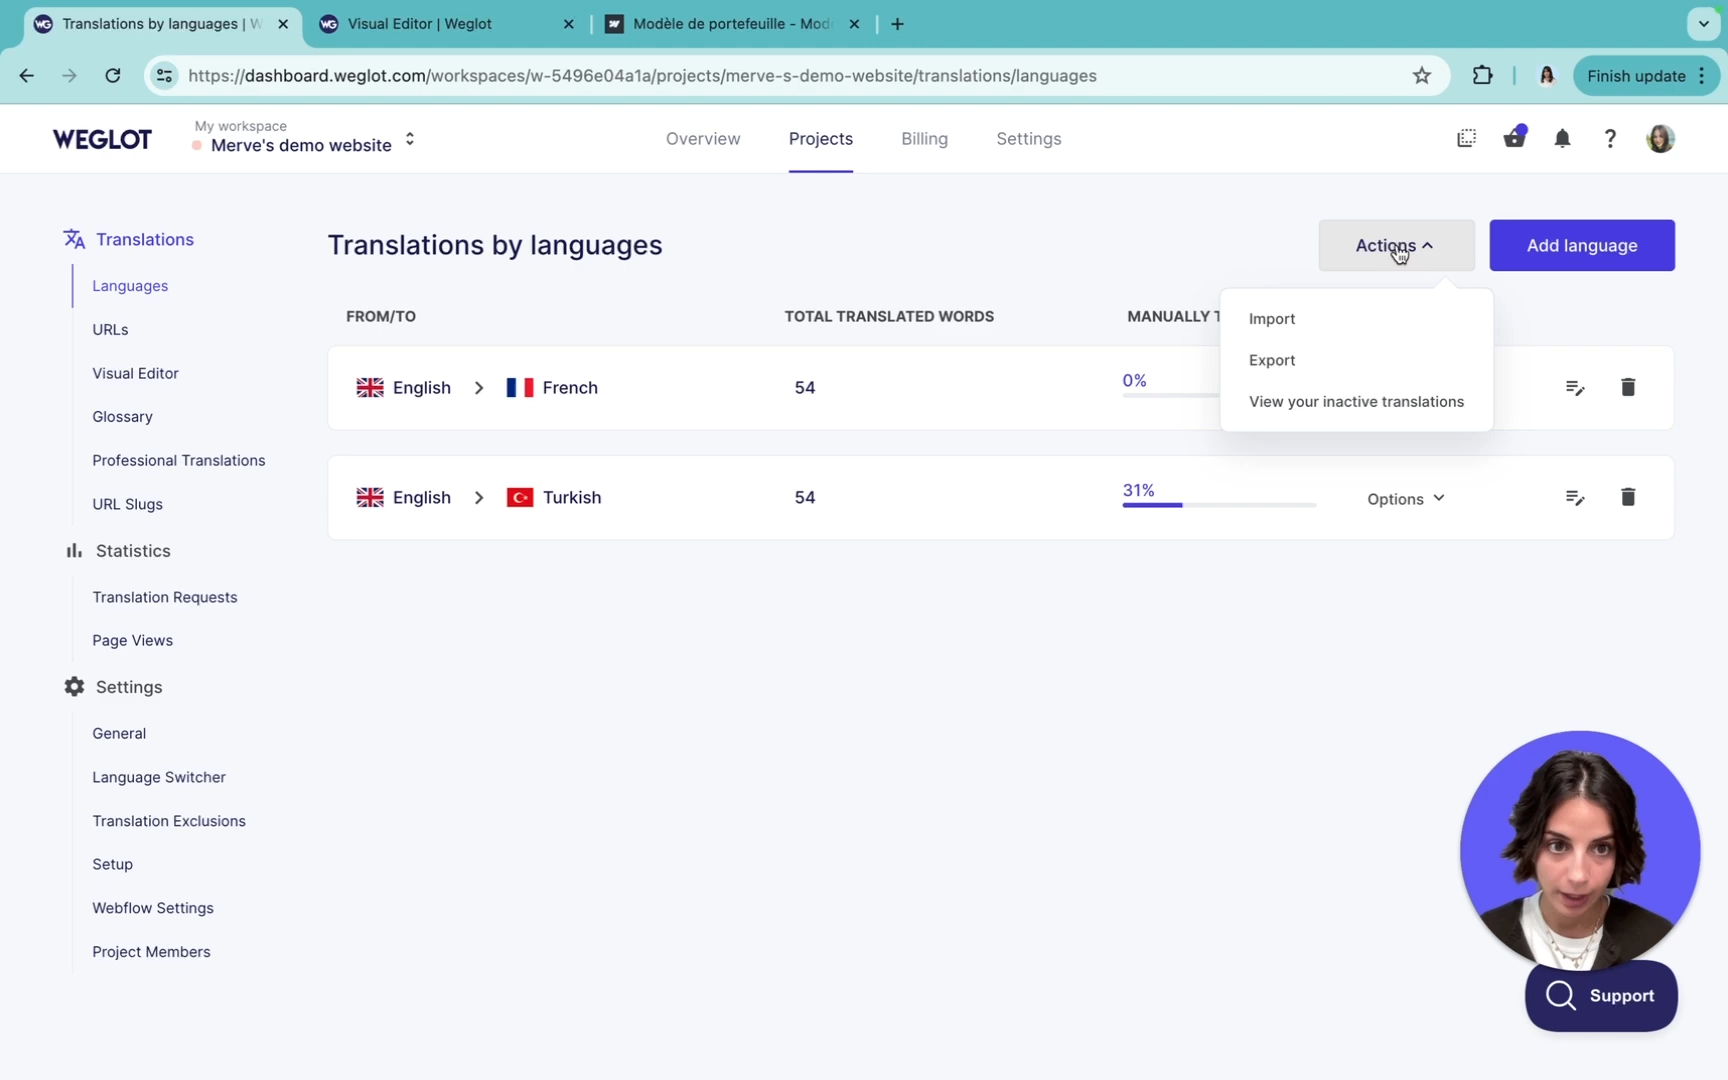 Translations by languages | W
Visual Editor | Weglot
Modèle de portefeuille - Mod
https://dashboard.weglot.com/workspaces/w-5496e04a1a/projects/merve-s-demo-website/translations/languages
Finish update
WEGLOT
My workspace
Merve's demo website
Overview
Projects
Billing
Settings
Translations
Languages
URLs
Visual Editor
Glossary
Professional Translations
URL Slugs
Statistics
Translation Requests
Page Views
Settings
General
Language Switcher
Translation Exclusions
Setup
Webflow Settings
Project Members
Translations by languages
Actions
Add language
Import
Export
View your inactive translations
FROM/TO
TOTAL TRANSLATED WORDS
MANUALLY T
English > French
54
0%
English > Turkish
54
31%
Options
Support